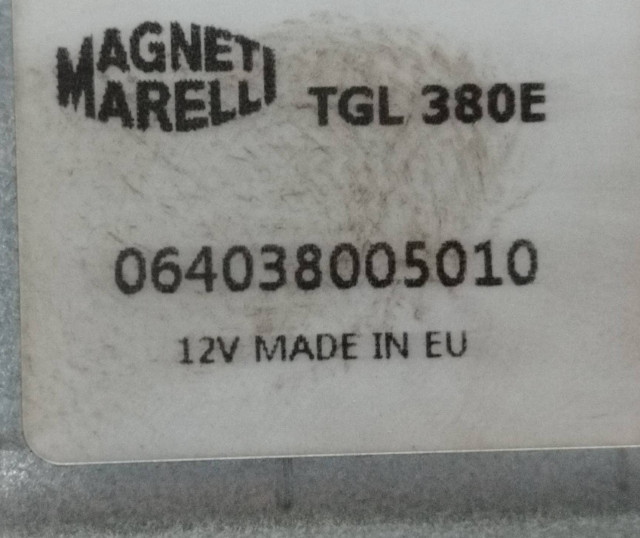 MAGNETI
MARELLI
TGL 380E
064038005010
12V MADE IN EU